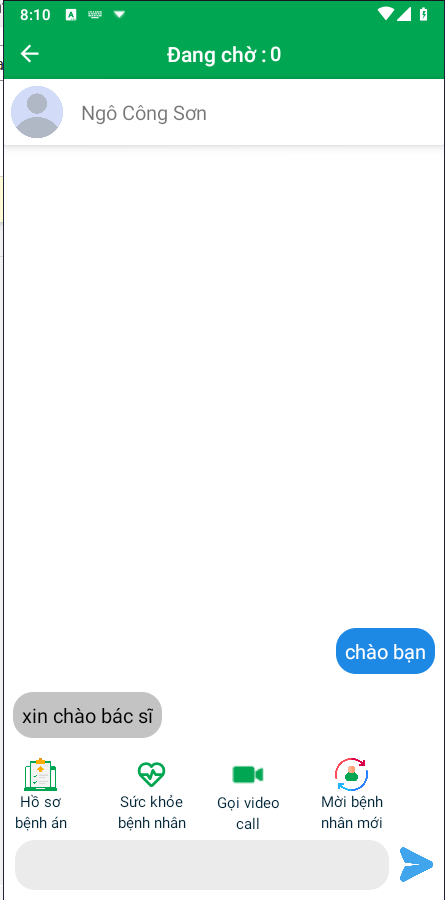 8:10
Đang chờ : 0
Ngô Công Sơn
chào bạn
xin chào bác sĩ
Hồ sơ
bệnh án
Sức khỏe
bệnh nhân
Gọi video
call
Mời bệnh
nhân mới